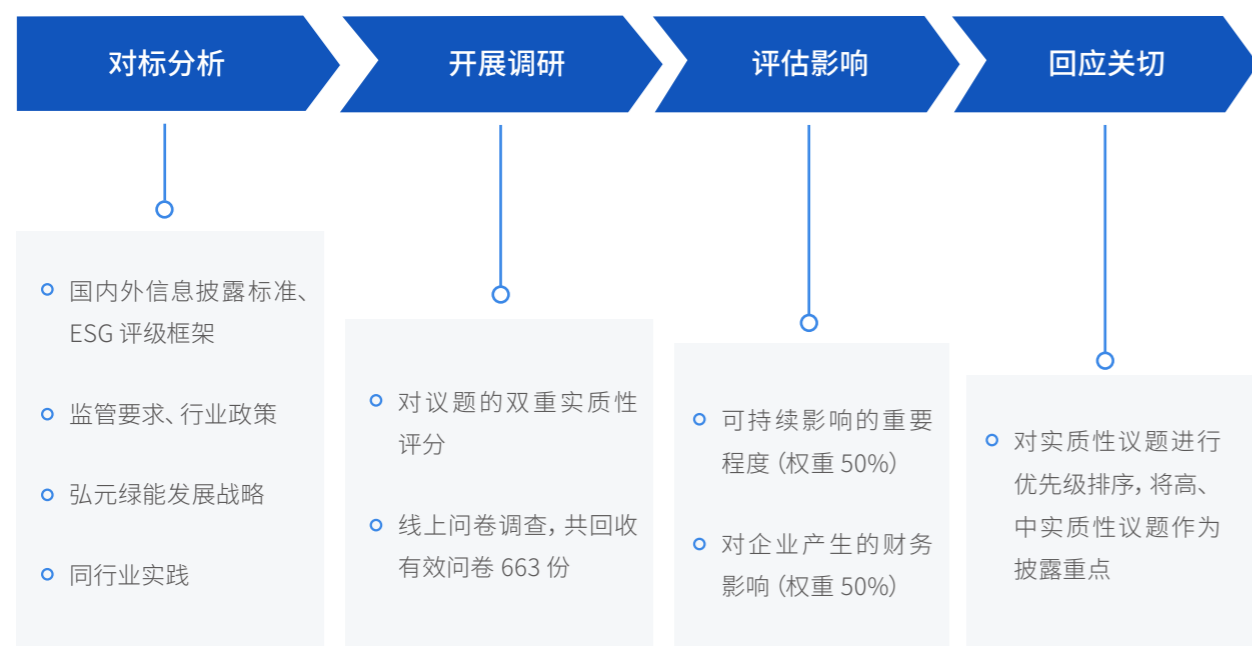 对标分析
开展调研
评估影响
回应关切
国内外信息披露标准、
ESG 评级框架
监管要求、行业政策
弘元绿能发展战略
同行业实践
对议题的双重实质性
评分
线上问卷调查，共回收
有效问卷 663 份
可持续影响的重要
程度（权重 50%）
对企业产生的财务
影响（权重 50%）
对实质性议题进行
优先级排序，将高、
中实质性议题作为
披露重点